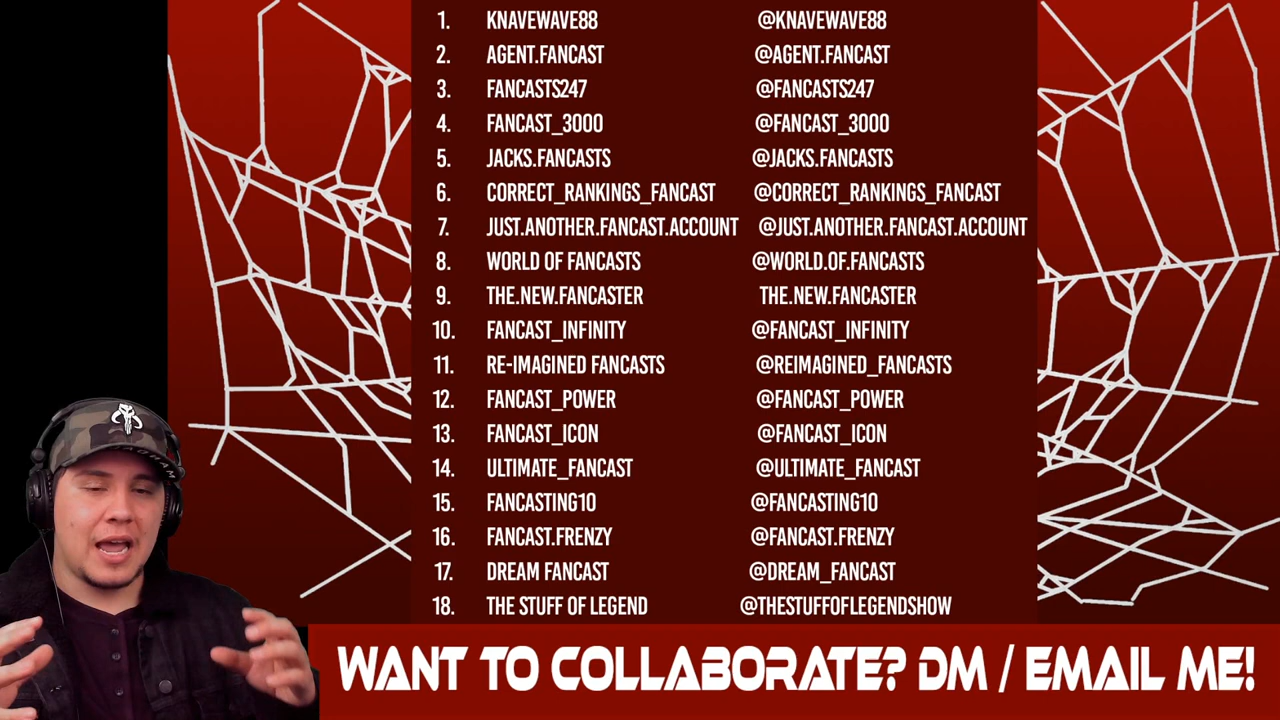 1. KNAVEWAVE88 @KNAVEWAVE88
2. AGENT.FANCAST @AGENT.FANCAST
3. FANCASTS247 @FANCASTS247
4. FANCAST_3000 @FANCAST_3000
5. JACKS.FANCASTS @JACKS.FANCASTS
6. CORRECT_RANKINGS_FANCAST @CORRECT_RANKINGS_FANCAST
7. JUST.ANOTHER.FANCAST.ACCOUNT @JUST.ANOTHER.FANCAST.ACCOUNT
8. WORLD OF FANCASTS @WORLD.OF.FANCASTS
9. THE.NEW.FANCASTER THE.NEW.FANCASTER
10. FANCAST_INFINITY @FANCAST_INFINITY
11. RE-IMAGINED FANCASTS @REIMAGINED_FANCASTS
12. FANCAST_POWER @FANCAST_POWER
13. FANCAST_ICON @FANCAST_ICON
14. ULTIMATE_FANCAST @ULTIMATE_FANCAST
15. FANCASTING10 @FANCASTING10
16. FANCAST.FRENZY @FANCAST.FRENZY
17. DREAM FANCAST @DREAM_FANCAST
18. THE STUFF OF LEGEND @THESTUFFOFLEGENDSHOW
WANT TO COLLABORATE? DM / EMAIL ME!